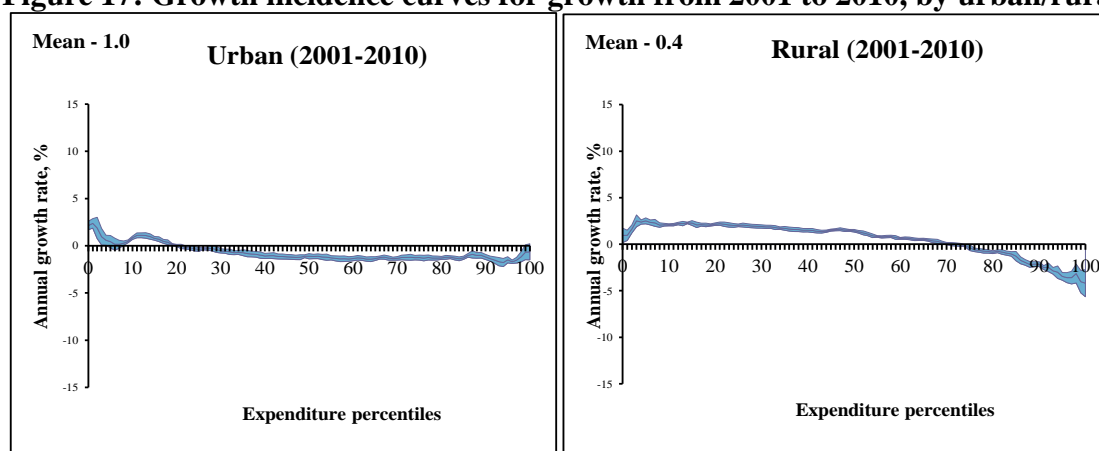 Figure 17: Growth incidence curves for growth from 2001 to 2010, by urban/rura
Mean - 1.0
Urban (2001-2010)
15
10
5
0
-5
-10
-15
Annual growth rate, %
0 10 20 30 40 50 60 70 80 90 100
Expenditure percentiles
Mean - 0.4
Rural (2001-2010)
15
10
5
0
-5
-10
-15
Annual growth rate, %
0 10 20 30 40 50 60 70 80 90 100
Expenditure percentiles